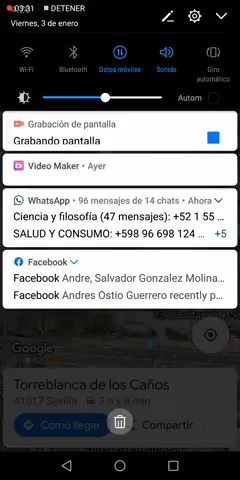 03:31 DETENER
Viernes, 3 de enero
Wi-Fi
Bluetooth
Datos móviles
Sonido
Giro automático
Autom
Grabación de pantalla
Grabando pantalla
Video Maker • Ayer
WhatsApp • 96 mensajes de 14 chats • Ahora
Ciencia y filosofía (47 mensajes): +52 1 55 ...
SALUD Y CONSUMO: +598 96 698 124 ... +5
Facebook
Facebook Andre, Salvador Gonzalez Molina...
Facebook Andres Ostio Guerrero recently p...
Google
Torreblanca de los Caños
41017 Sevilla 2 h y 8 min
Cómo llegar
Compartir